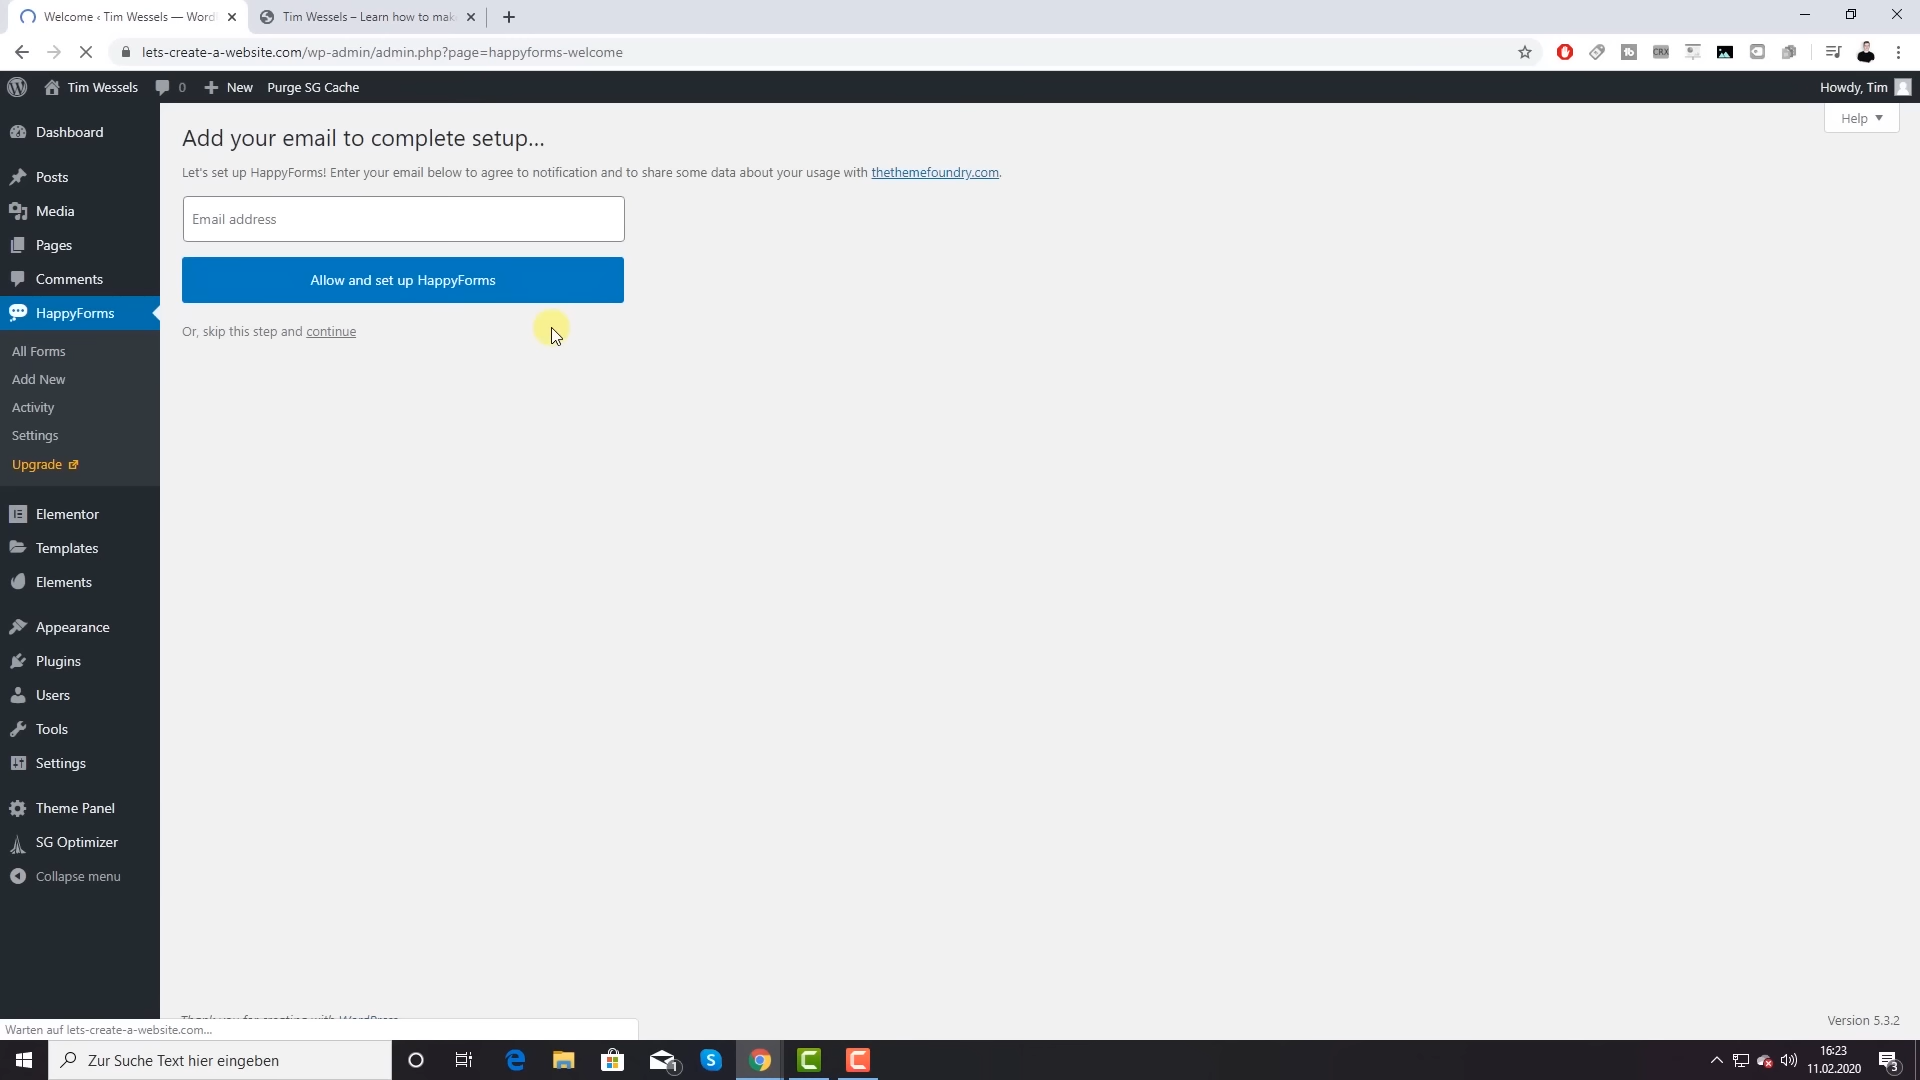 Welcome ‹ Tim Wessels — Word
Tim Wessels – Learn how to mak
lets-create-a-website.com/wp-admin/admin.php?page=happyforms-welcome
Tim Wessels
0
New
Purge SG Cache
Howdy, Tim
Help
Dashboard
Posts
Media
Pages
Comments
HappyForms
All Forms
Add New
Activity
Settings
Upgrade
Elementor
Templates
Elements
Appearance
Plugins
Users
Tools
Settings
Theme Panel
SG Optimizer
Collapse menu
Add your email to complete setup...
Let's set up HappyForms! Enter your email below to agree to notification and to share some data about your usage with thethemefoundry.com.
Email address
Allow and set up HappyForms
Or, skip this step and continue
Thank you for creating with WordPress
Version 5.3.2
Warten auf lets-create-a-website.com...
Zur Suche Text hier eingeben
16:23
11.02.2020